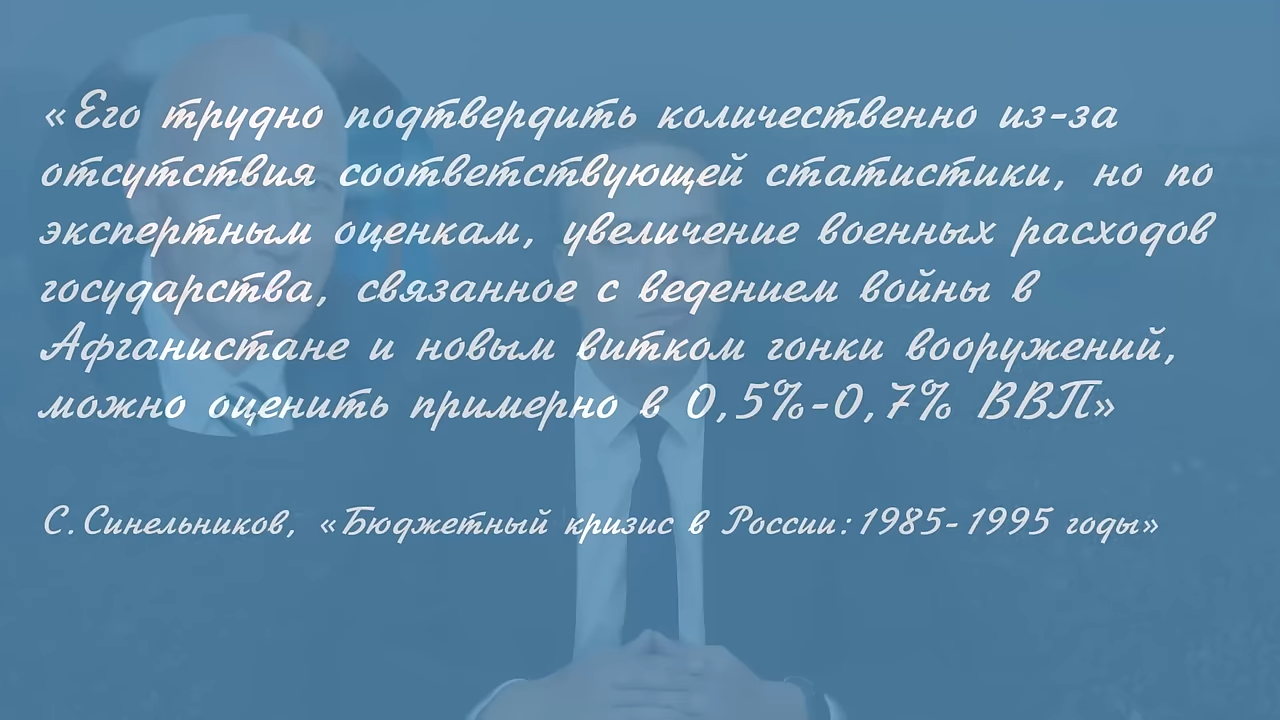 «Его трудно подтвердить количественно из-за
отсутствия соответствующей статистики, но по
экспертным оценкам, увеличение военных расходов
государства, связанное с ведением войны в
Афганистане и новым витком гонки вооружений,
можно оценить примерно в 0,5%-0,7% ВВП»
С.Синельников, «Бюджетный кризис в России:1985-1995 годы»